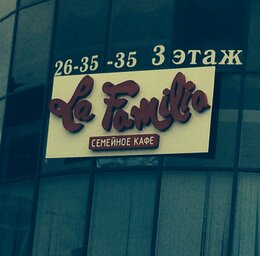 26-35 -35 3 этаж
La Familia
СЕМЕЙНОЕ КАФЕ